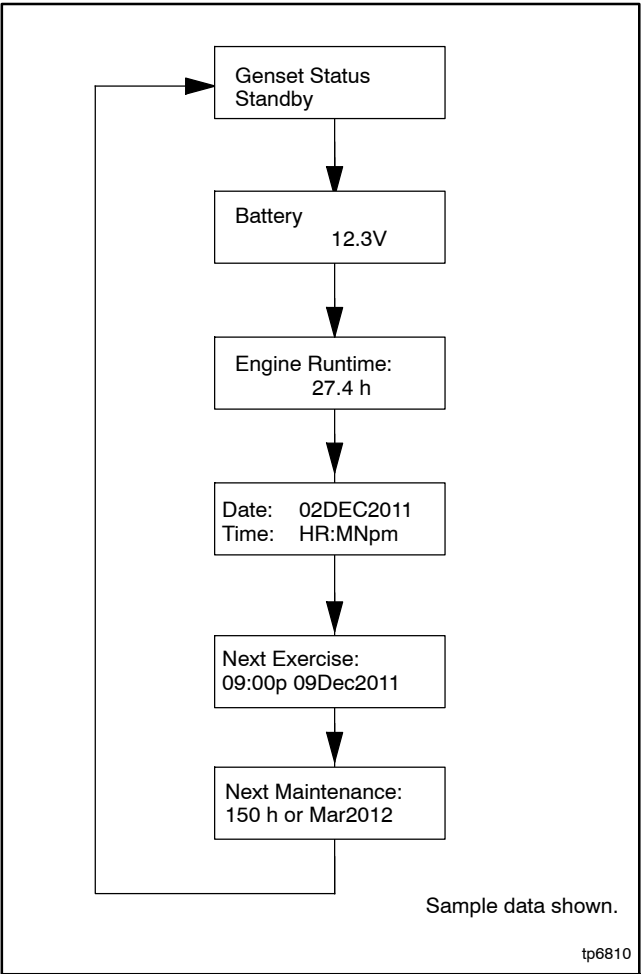 Genset Status
Standby
Battery
12.3V
Engine Runtime:
27.4 h
Date: 02DEC2011
Time: HR:MNpm
Next Exercise:
09:00p 09Dec2011
Next Maintenance:
150 h or Mar2012
Sample data shown.
tp6810